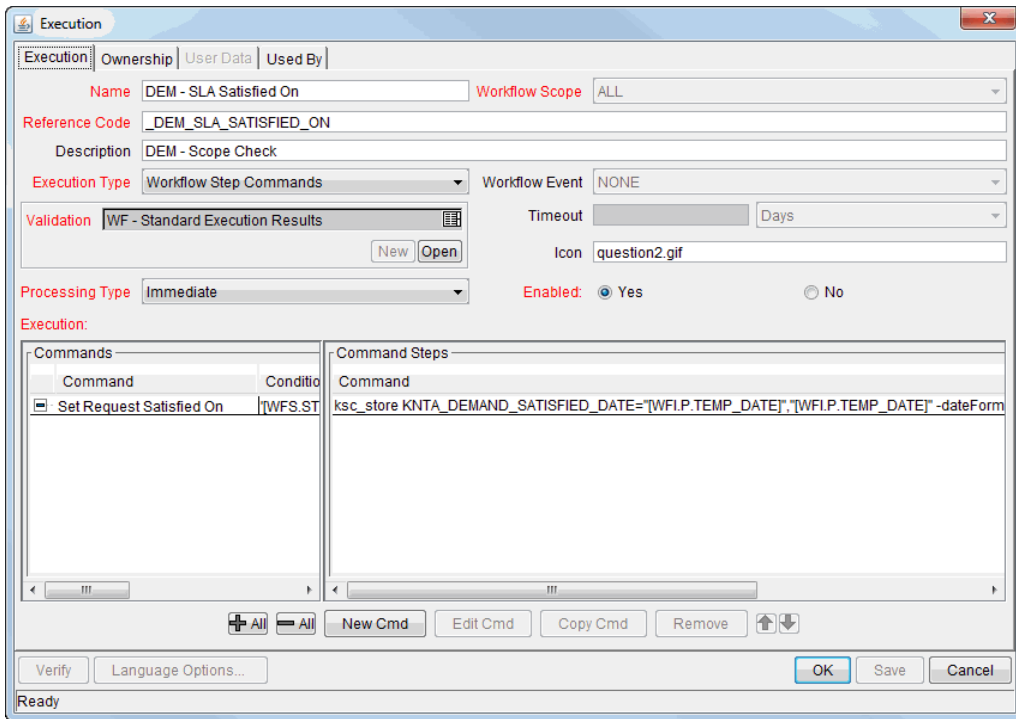 Execution
Execution Ownership User Data Used By
Name DEM - SLA Satisfied On Workflow Scope ALL
Reference Code _DEM_SLA_SATISFIED_ON
Description DEM - Scope Check
Execution Type Workflow Step Commands Workflow Event NONE
Validation WF - Standard Execution Results Timeout Days
New Open Icon question2.gif
Processing Type Immediate Enabled: Yes No
Execution:
Commands Command Steps
Command Conditio Command
Set Request Satisfied On "[WFS.ST ksc_store KNTA_DEMAND_SATISFIED_DATE="[WFI.P.TEMP_DATE]","[WFI.P.TEMP_DATE]" -dateForm
All All New Cmd Edit Cmd Copy Cmd Remove
Verify Language Options... OK Save Cancel
Ready